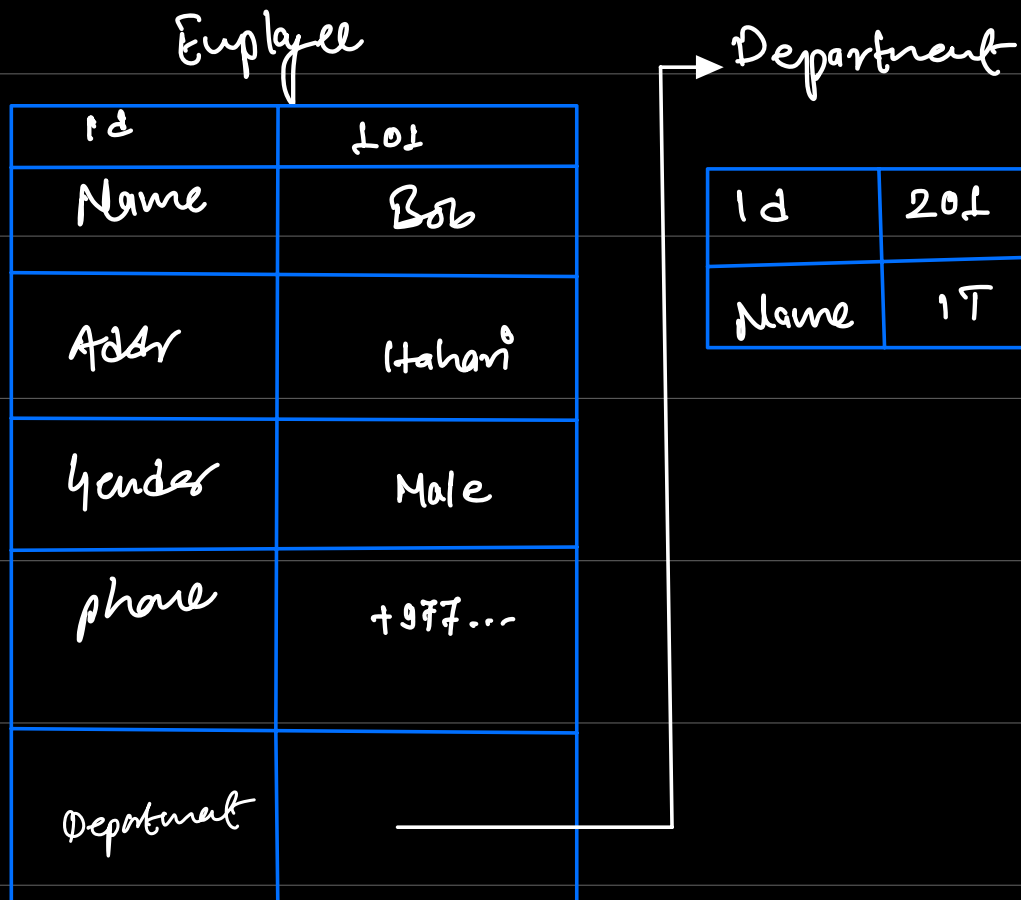 Employee
Id 101
Name Bob
Addr Itahari
Gender Male
phone +977...
Department
Department
Id 201
Name IT